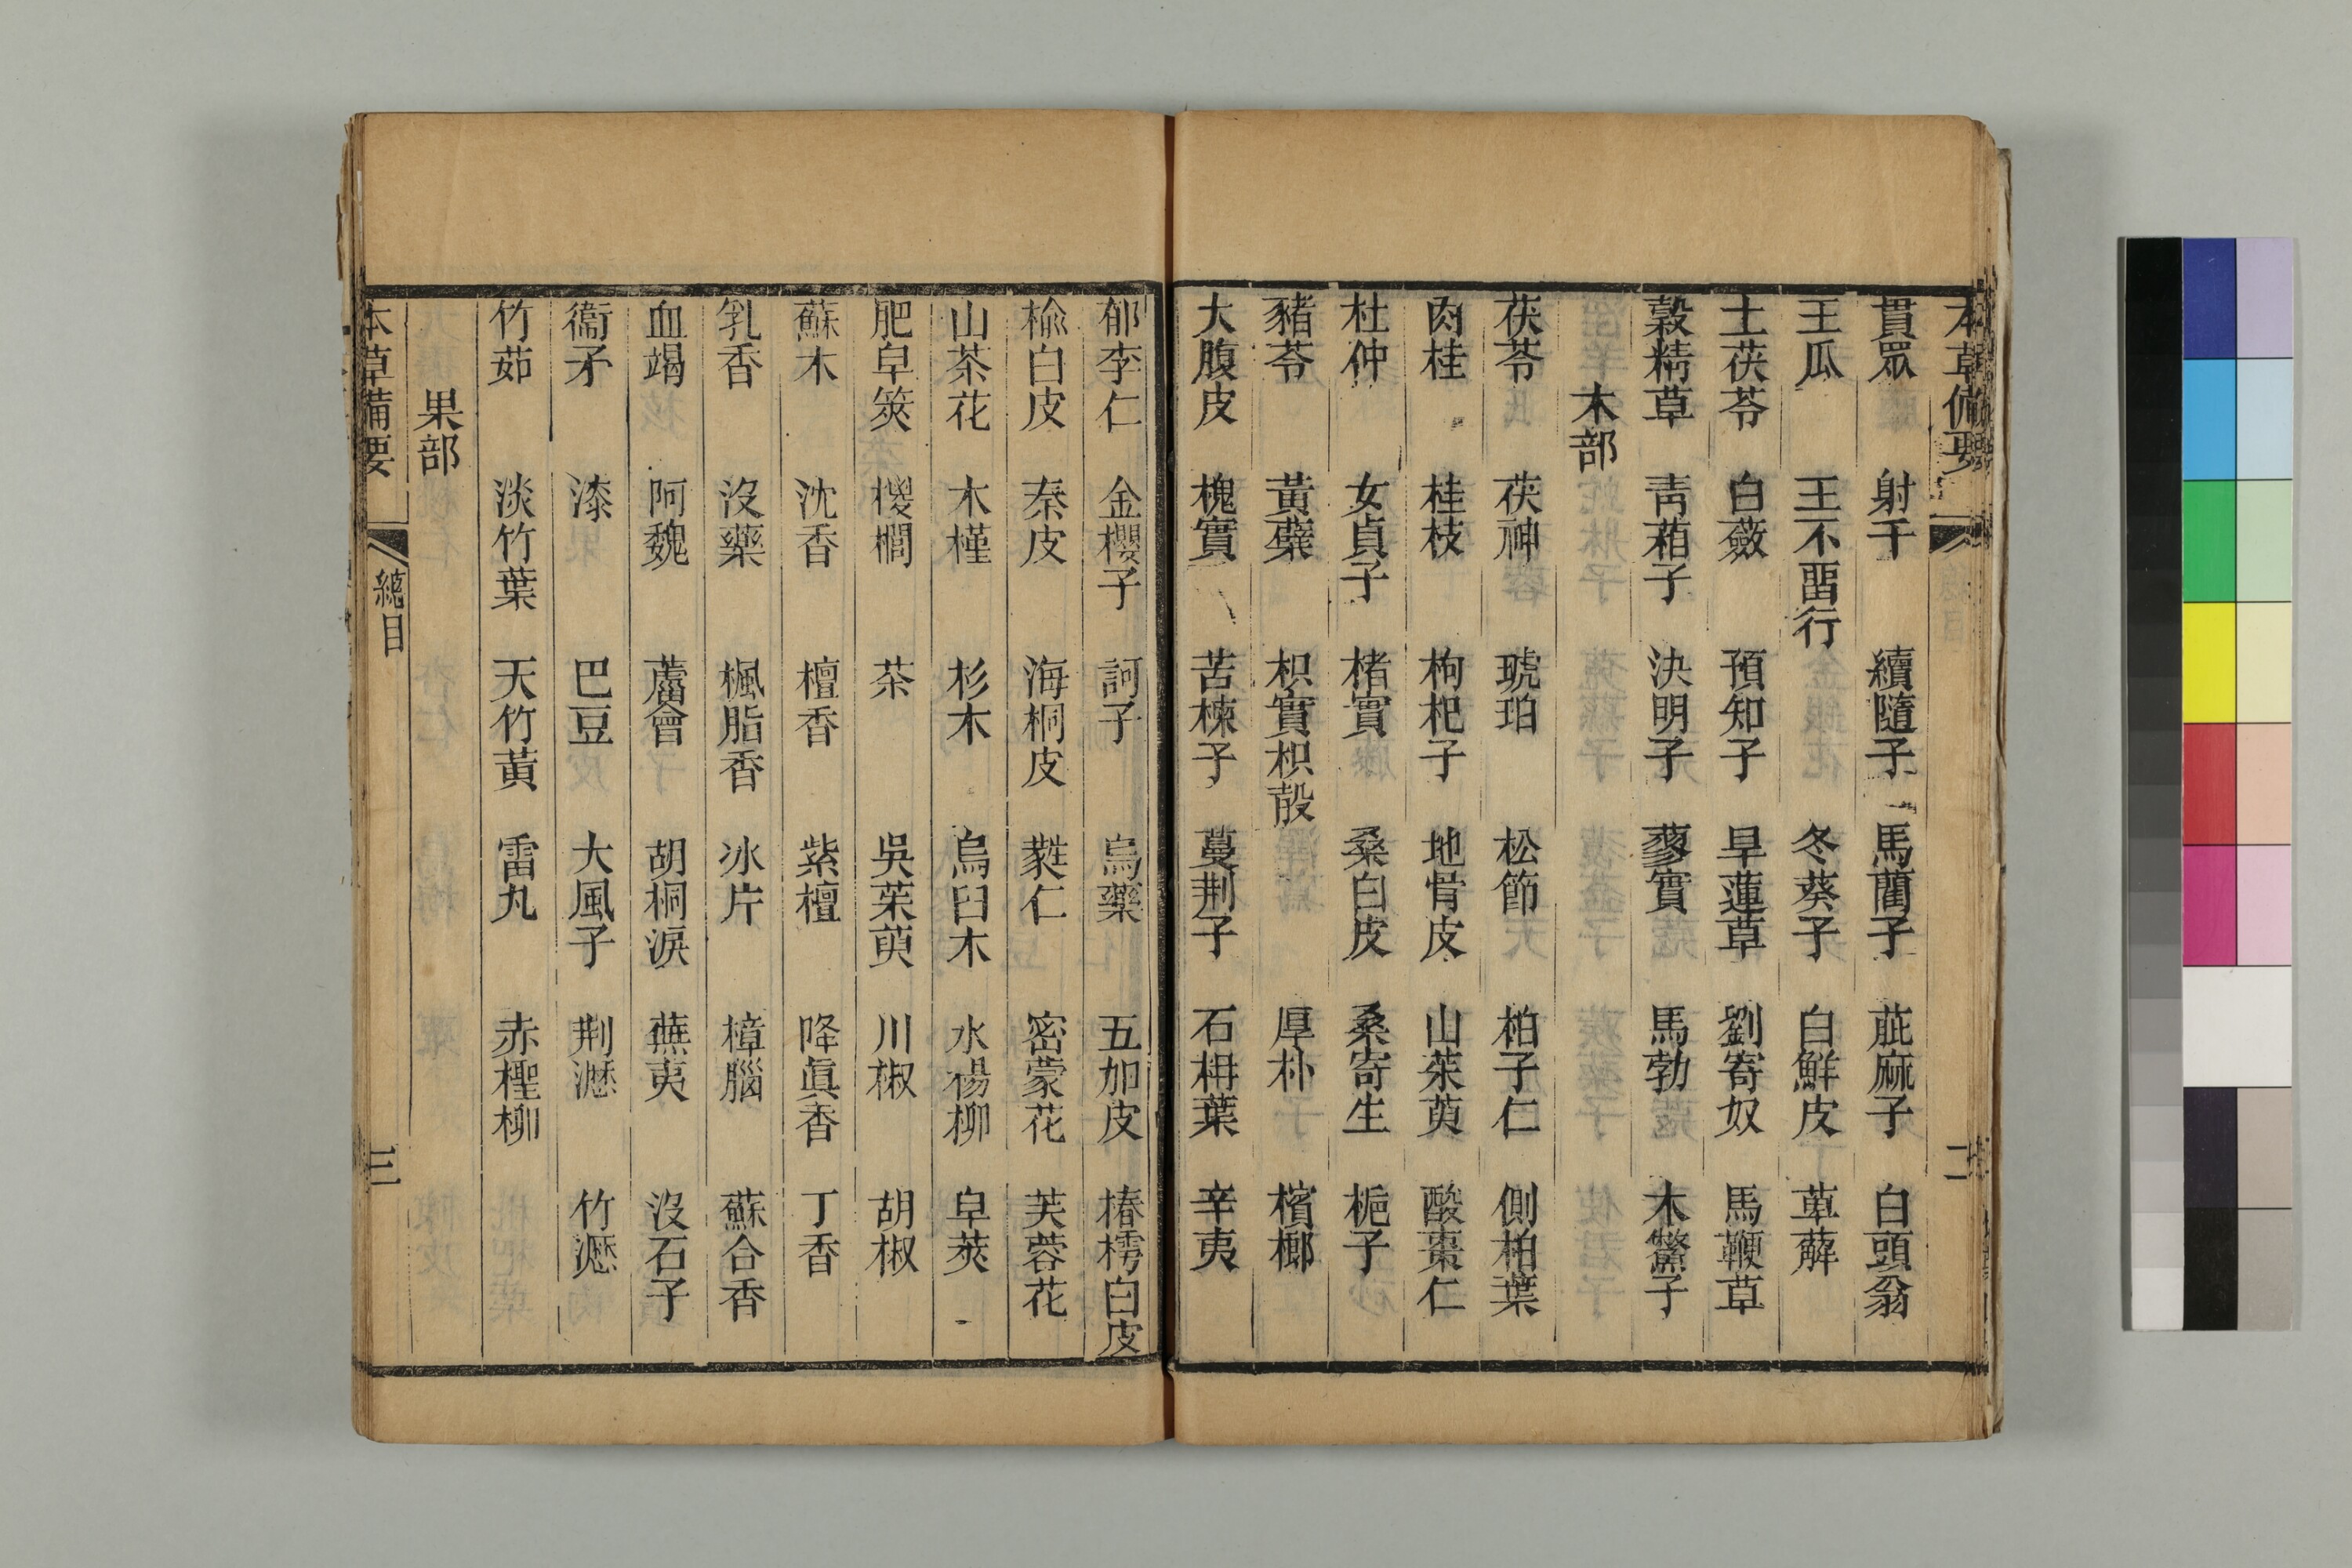 本草備要 二
貫眾 射干 續隨子 馬藺子 萞麻子 白頭翁
王瓜 王不畱行 冬葵子 白鮮皮 萆薢
土茯苓 白蘞 預知子 旱蓮草 劉寄奴 馬鞭草
穀精草 青葙子 決明子 蓼實 馬勃 木鱉子
木部
茯苓 茯神 琥珀 松節 柏子仁 側柏葉
肉桂 桂枝 枸杞子 地骨皮 山茱萸 酸棗仁
杜仲 女貞子 楮實 桑白皮 桑寄生 梔子
豬苓 黃蘗 枳實枳殼 厚朴 檳榔
大腹皮 槐實 苦楝子 蔓荆子 石枏葉 辛夷
郁李仁 金櫻子 訶子 烏藥 五加皮 椿樗白皮
榆白皮 秦皮 海桐皮 蕤仁 密蒙花 芙蓉花
山茶花 木槿 杉木 烏臼木 水楊柳 皁莢
肥皁莢 椶櫚 茶 吳茱萸 川椒 胡椒
蘇木 沈香 檀香 紫檀 降眞香 丁香
乳香 沒藥 楓脂香 冰片 樟腦 蘇合香
血竭 阿魏 蘆薈 胡桐淚 蕪荑 沒石子
衞矛 漆 巴豆 大風子 荆瀝 竹瀝
竹茹 淡竹葉 天竹黃 雷丸 赤檉柳
果部
本草備要 總目 三